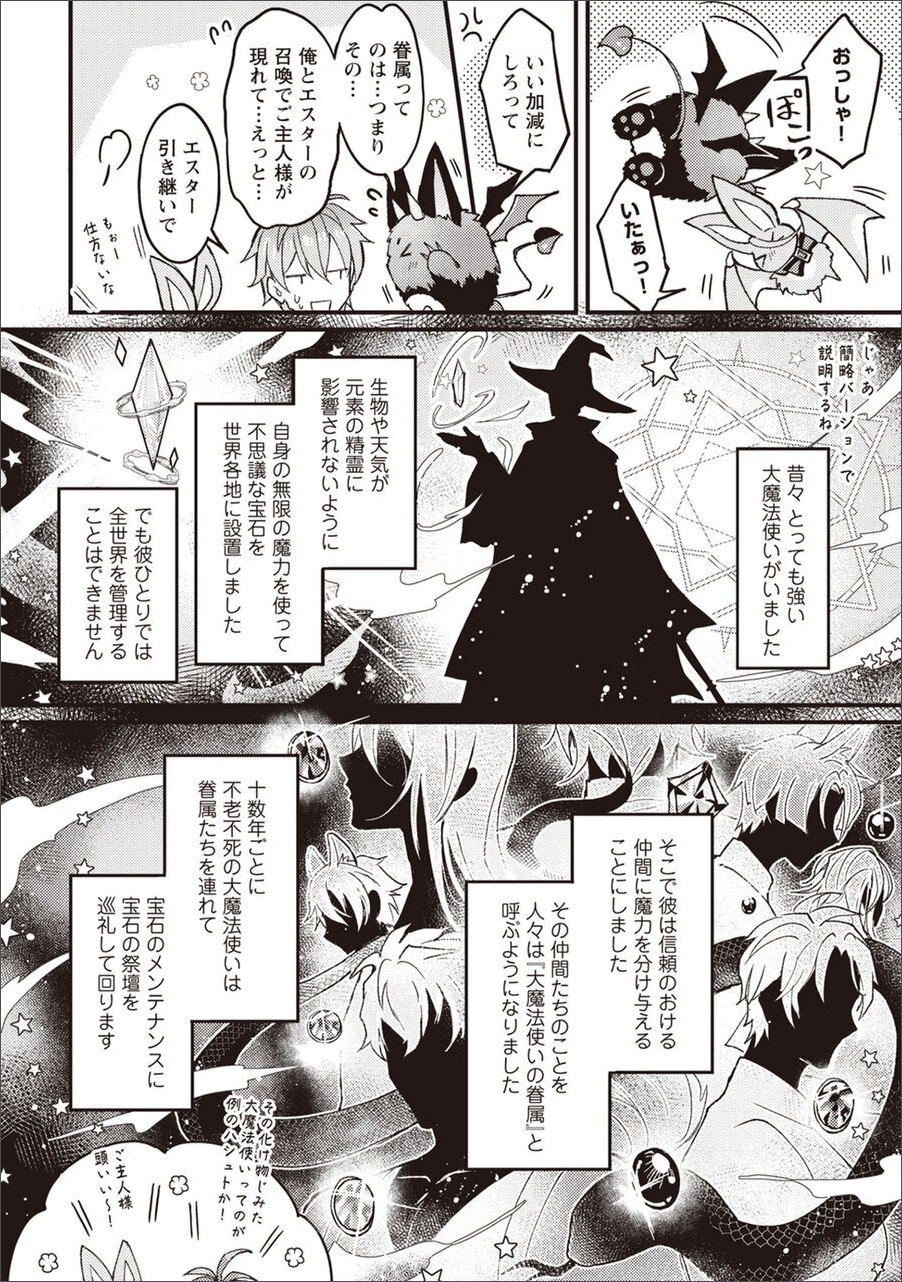 おっしゃ!
ぽこっ
いたぁっ!
いい加減に
しろって
眷属って
のは…つまり
その…
俺とエスターの
召喚でご主人様が
現れて…えっと…
エスター
引き継いで
もぉー
仕方ないな
じゃあ
簡略バージョンで
説明するね
昔々 とっても強い
大魔法使いがいました
生物や天気が
元素の精霊に
影響されないように
自身の無限の魔力を使って
不思議な宝石を
世界各地に設置しました
でも彼ひとりでは
全世界を管理する
ことはできません
そこで彼は信頼のおける
仲間に魔力を分け与える
ことにしました
その仲間たちのことを
人々は『大魔法使いの眷属』と
呼ぶようになりました
十数年ごとに
不老不死の大魔法使いは
眷属たちを連れて
宝石のメンテナンスに
宝石の祭壇を
巡礼して回ります
その化け物じみた
大魔法使いってのが
例のハシュトか!
ご主人様
頭いい〜!